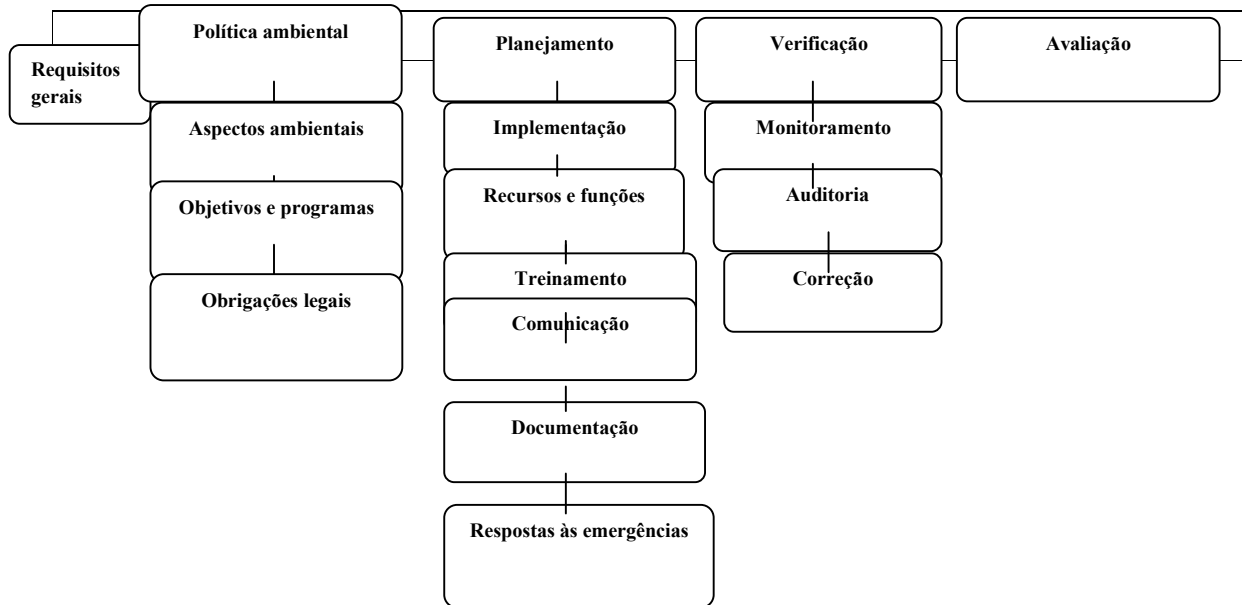 Política ambiental
Planejamento
Verificação
Avaliação
Requisitos
gerais
Aspectos ambientais
Implementação
Monitoramento
Objetivos e programas
Recursos e funções
Auditoria
Obrigações legais
Treinamento
Correção
Comunicação
Documentação
Respostas às emergências